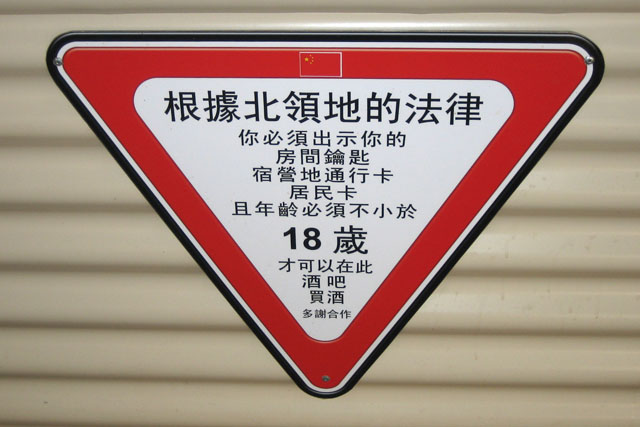 根據北領地的法律
你必須出示你的
房間鑰匙
宿營地通行卡
居民卡
且年齡必須不小於
18 歲
才可以在此
酒吧
買酒
多謝合作